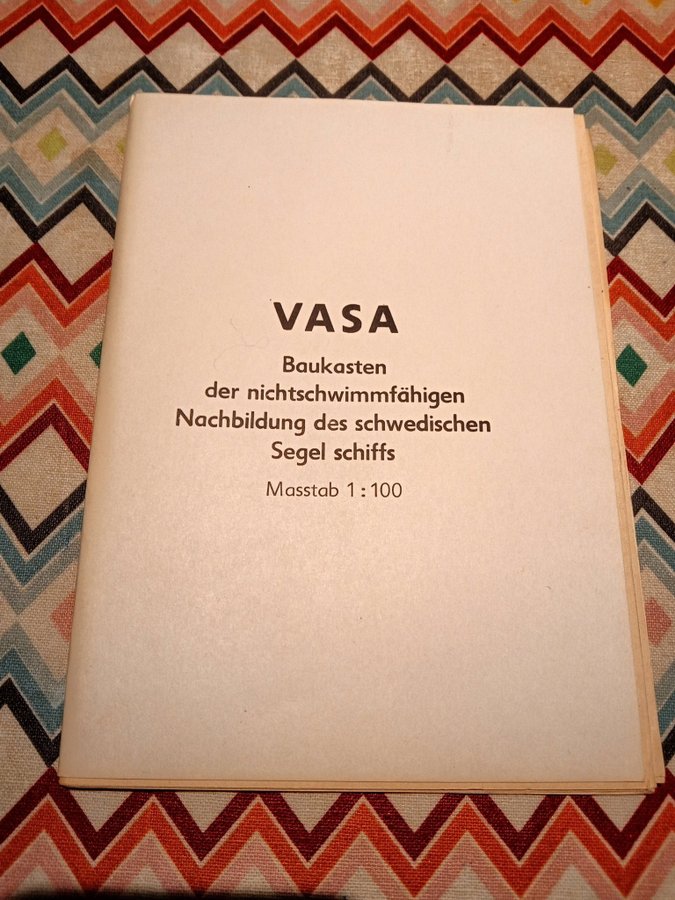 VASA
Baukasten
der nichtschwimmfähigen
Nachbildung des schwedischen
Segel schiffs
Masstab 1:100